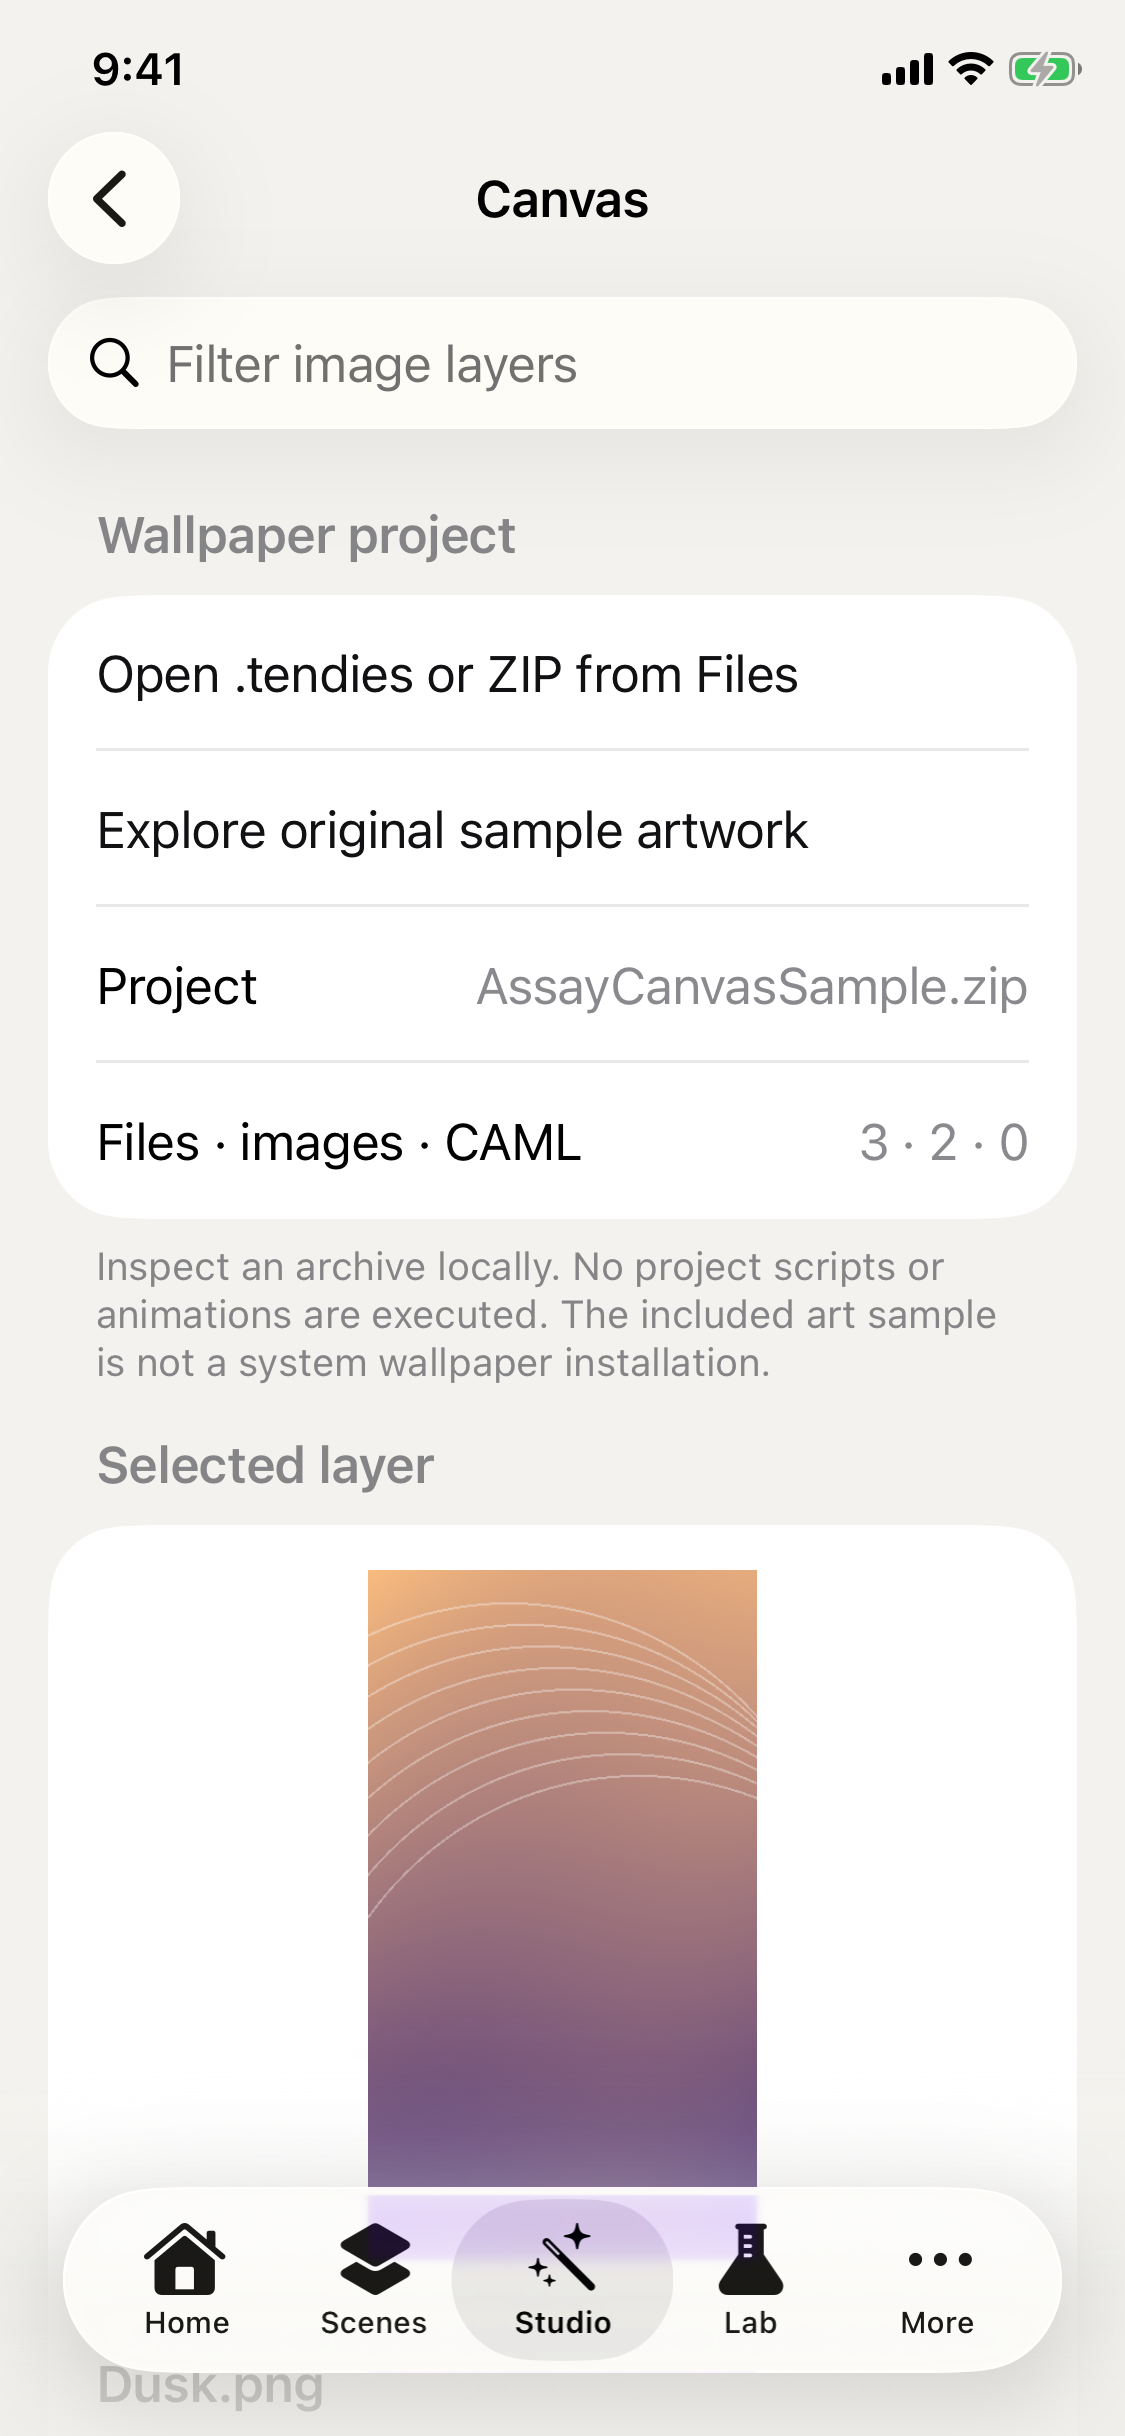 9:41
Canvas
Filter image layers
Wallpaper project
Open .tendies or ZIP from Files
Explore original sample artwork
Project AssayCanvasSample.zip
Files · images · CAML 3 · 2 · 0
Inspect an archive locally. No project scripts or
animations are executed. The included art sample
is not a system wallpaper installation.
Selected layer
Home Scenes Studio Lab More
Dusk.png